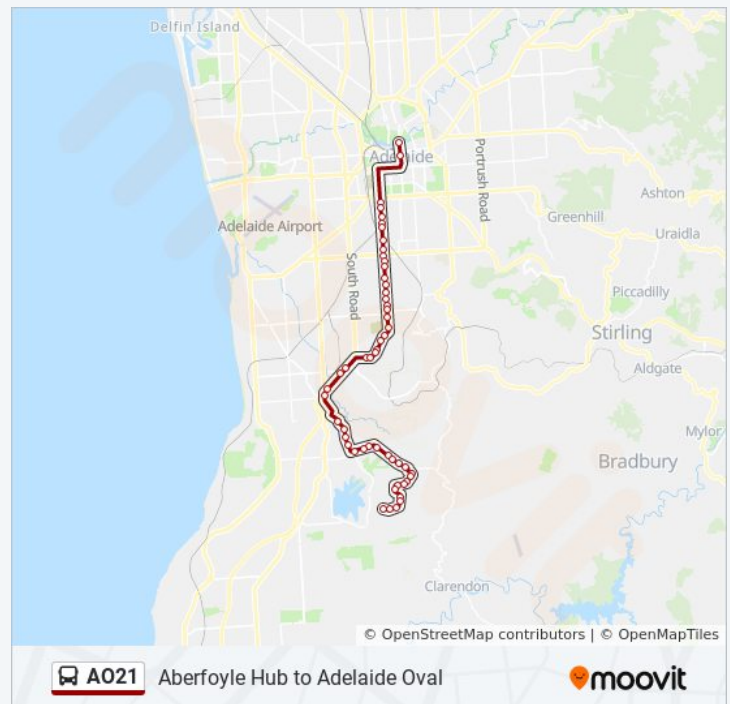 Delfin Island
Adelaide
Portrush Road
Ashton
Greenhill
Adelaide Airport
Uraidla
South Road
Piccadilly
Stirling
Aldgate
Mylor
Bradbury
Clarendon
© OpenStreetMap contributors | © OpenMapTiles
AO21 Aberfoyle Hub to Adelaide Oval
moovit